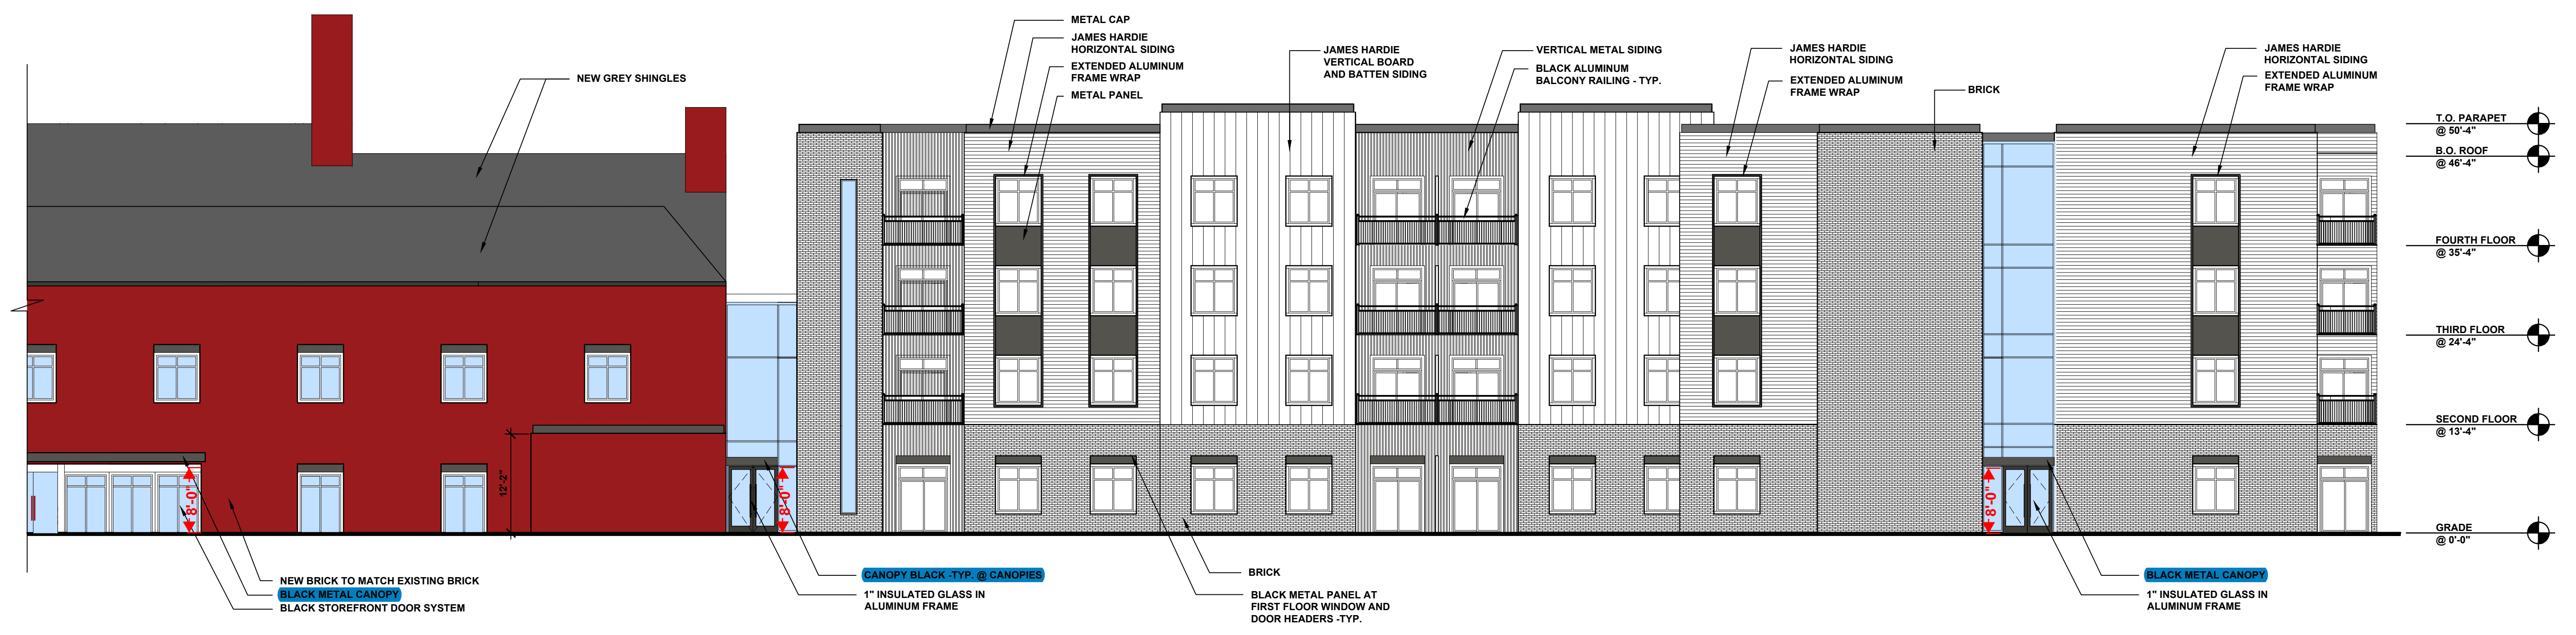 METAL CAP
JAMES HARDIE
HORIZONTAL SIDING
EXTENDED ALUMINUM
FRAME WRAP
METAL PANEL
NEW GREY SHINGLES
JAMES HARDIE
VERTICAL BOARD
AND BATTEN SIDING
VERTICAL METAL SIDING
BLACK ALUMINUM
BALCONY RAILING - TYP.
JAMES HARDIE
HORIZONTAL SIDING
EXTENDED ALUMINUM
FRAME WRAP
BRICK
JAMES HARDIE
HORIZONTAL SIDING
EXTENDED ALUMINUM
FRAME WRAP
T.O. PARAPET
@ 50'-4"
B.O. ROOF
@ 46'-4"
FOURTH FLOOR
@ 35'-4"
THIRD FLOOR
@ 24'-4"
SECOND FLOOR
@ 13'-4"
GRADE
@ 0'-0"
8'-0"
12'-2"
8'-0"
8'-0"
NEW BRICK TO MATCH EXISTING BRICK
BLACK METAL CANOPY
BLACK STOREFRONT DOOR SYSTEM
CANOPY BLACK -TYP. @ CANOPIES
1" INSULATED GLASS IN
ALUMINUM FRAME
BRICK
BLACK METAL PANEL AT
FIRST FLOOR WINDOW AND
DOOR HEADERS -TYP.
BLACK METAL CANOPY
1" INSULATED GLASS IN
ALUMINUM FRAME